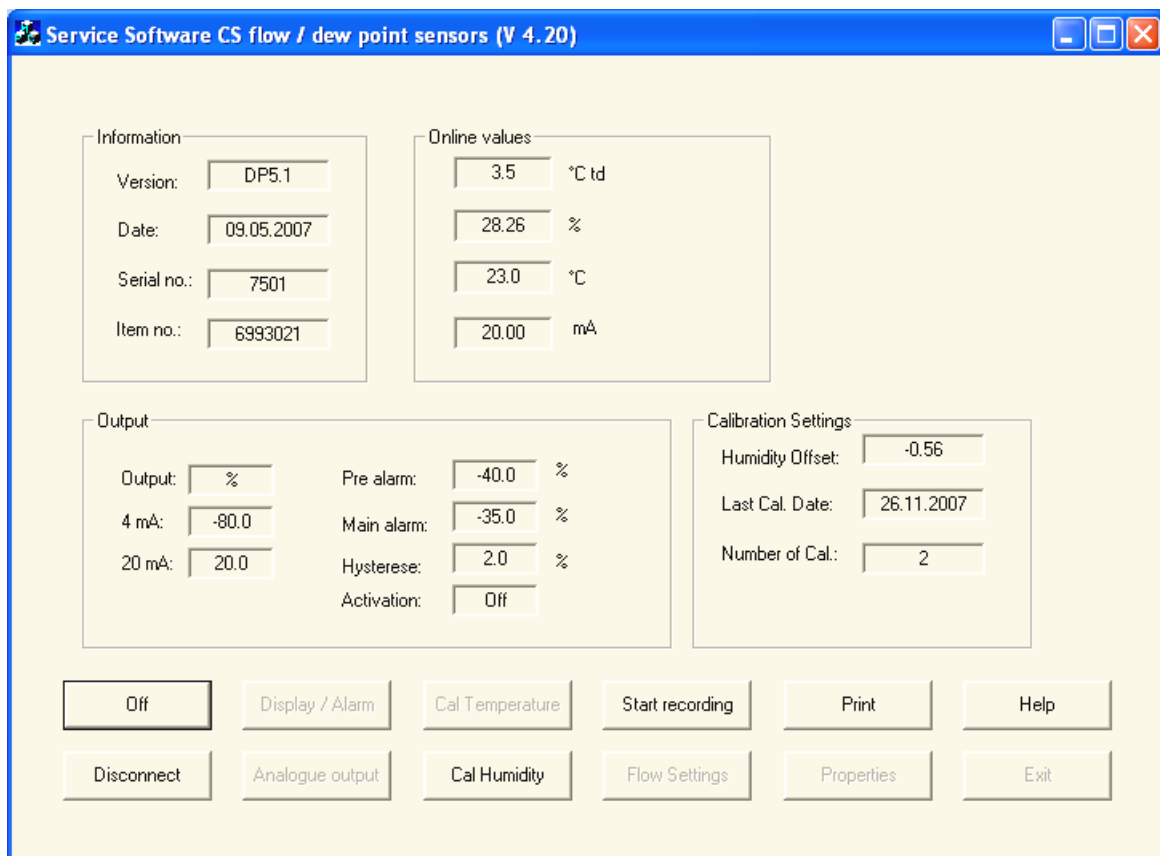 Service Software CS flow / dew point sensors (V 4.20)
Information
Version: DP5.1
Date: 09.05.2007
Serial no.: 7501
Item no.: 6993021
Online values
3.5 °C td
28.26 %
23.0 °C
20.00 mA
Output
Output: %
4 mA: -80.0
20 mA: 20.0
Pre alarm: -40.0 %
Main alarm: -35.0 %
Hysterese: 2.0 %
Activation: Off
Calibration Settings
Humidity Offset: -0.56
Last Cal. Date: 26.11.2007
Number of Cal.: 2
Off Display / Alarm Cal Temperature Start recording Print Help
Disconnect Analogue output Cal Humidity Flow Settings Properties Exit